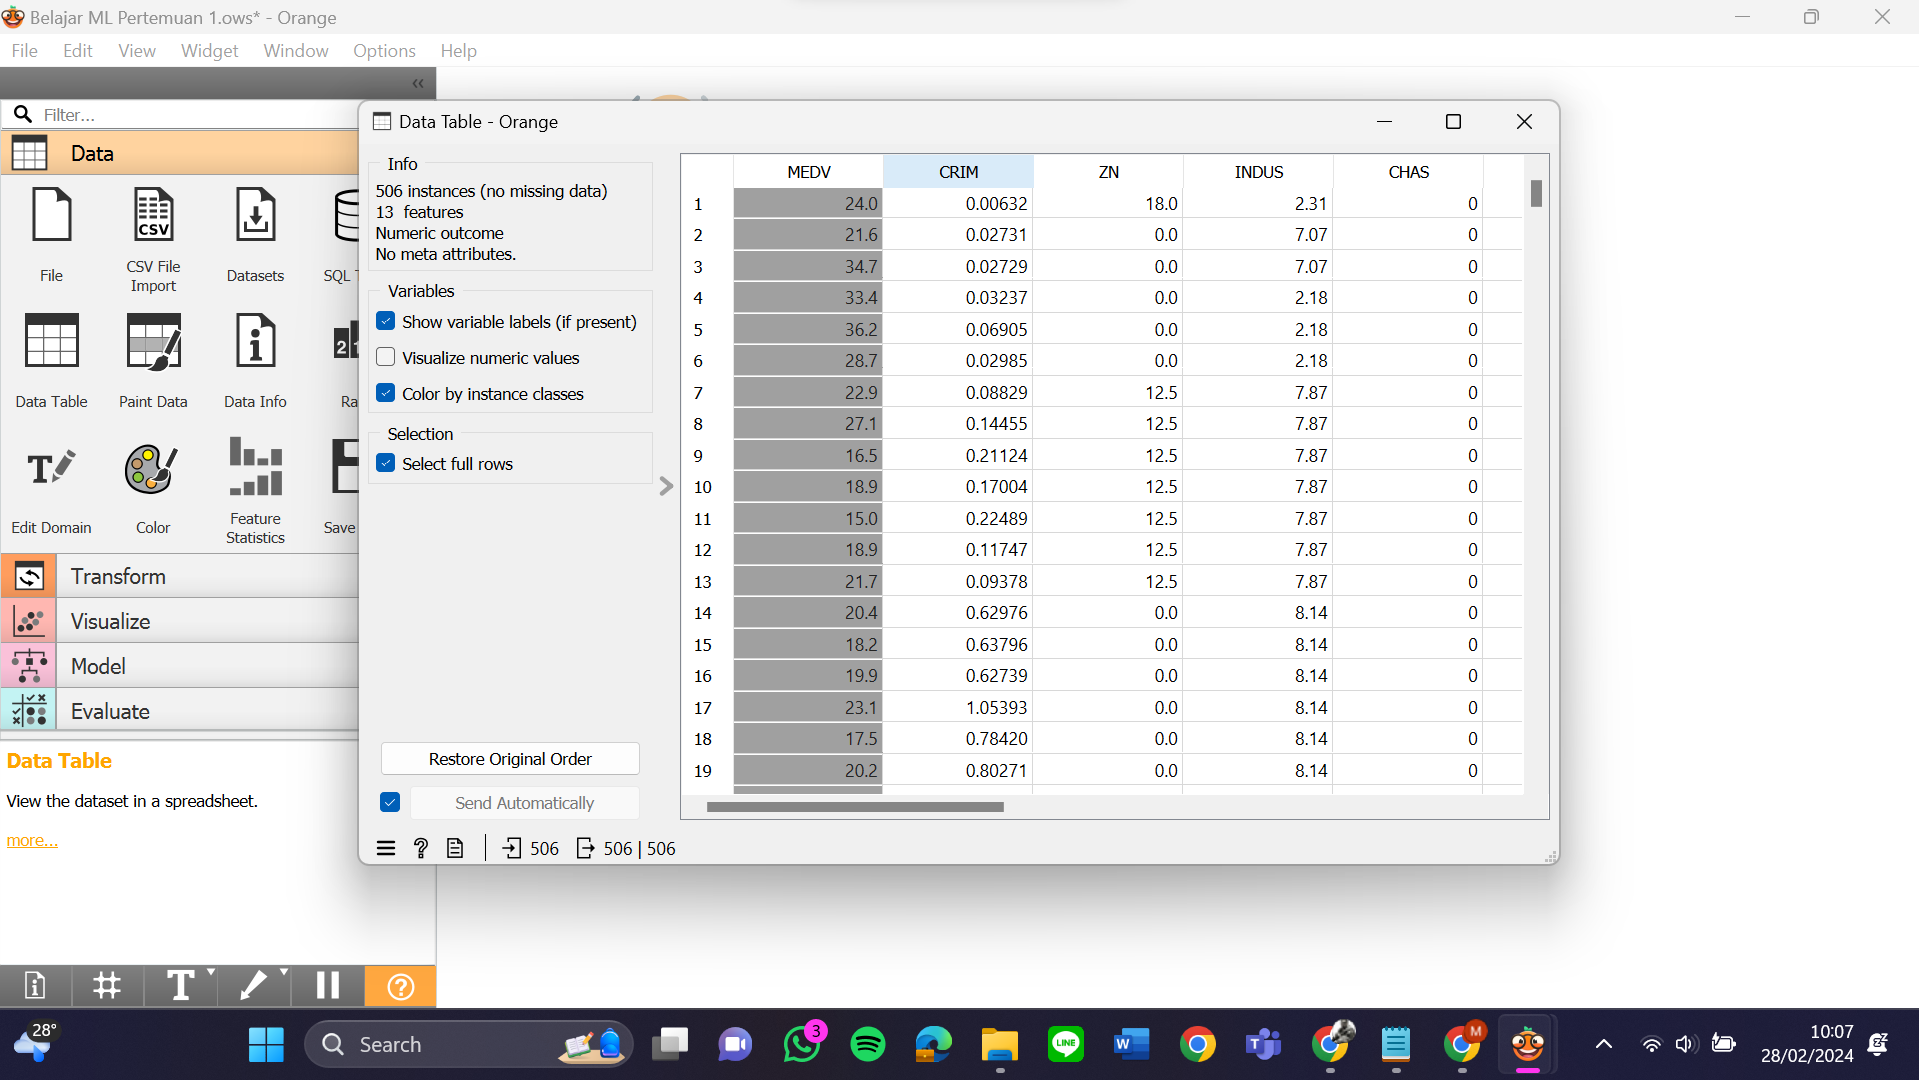 Belajar ML Pertemuan 1.ows* - Orange
File Edit View Widget Window Options Help
Filter...
Data
File
CSV
CSV File
Import
Datasets
SQL
Data Table
Paint Data
Data Info
Edit Domain
Color
Feature
Statistics
Save
Transform
Visualize
Model
Evaluate
Data Table
View the dataset in a spreadsheet.
more...
Data Table - Orange
Info
506 instances (no missing data)
13 features
Numeric outcome
No meta attributes.
Variables
Show variable labels (if present)
Visualize numeric values
Color by instance classes
Selection
Select full rows
Restore Original Order
Send Automatically
506 506 | 506
MEDV CRIM ZN INDUS CHAS
1 24.0 0.00632 18.0 2.31 0
2 21.6 0.02731 0.0 7.07 0
3 34.7 0.02729 0.0 7.07 0
4 33.4 0.03237 0.0 2.18 0
5 36.2 0.06905 0.0 2.18 0
6 28.7 0.02985 0.0 2.18 0
7 22.9 0.08829 12.5 7.87 0
8 27.1 0.14455 12.5 7.87 0
9 16.5 0.21124 12.5 7.87 0
10 18.9 0.17004 12.5 7.87 0
11 15.0 0.22489 12.5 7.87 0
12 18.9 0.11747 12.5 7.87 0
13 21.7 0.09378 12.5 7.87 0
14 20.4 0.62976 0.0 8.14 0
15 18.2 0.63796 0.0 8.14 0
16 19.9 0.62739 0.0 8.14 0
17 23.1 1.05393 0.0 8.14 0
18 17.5 0.78420 0.0 8.14 0
19 20.2 0.80271 0.0 8.14 0
28°
Search
3
LINE
W
T
M
10:07
28/02/2024